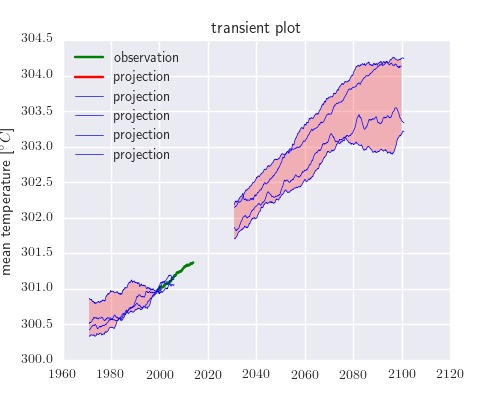 transient plot
304.5
304.0
303.5
303.0
302.5
302.0
301.5
301.0
300.5
300.0
mean temperature [°C]
observation
projection
projection
projection
projection
projection
1960 1980 2000 2020 2040 2060 2080 2100 2120